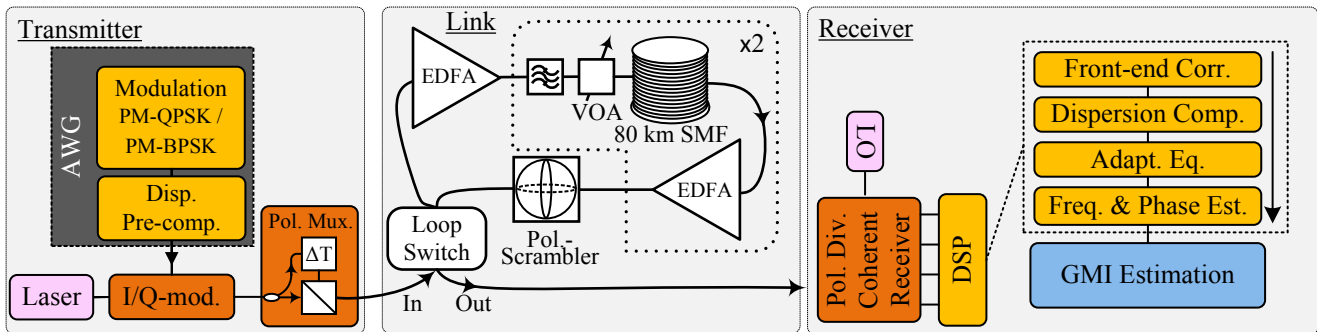 Transmitter
AWG
Modulation
PM-QPSK /
PM-BPSK
Disp.
Pre-comp.
Pol. Mux.
ΔT
Laser
I/Q-mod.
Link
x2
EDFA
VOA
80 km SMF
EDFA
Loop
Switch
Pol.-
Scrambler
In
Out
Receiver
LO
Pol. Div.
Coherent
Receiver
DSP
Front-end Corr.
Dispersion Comp.
Adapt. Eq.
Freq. & Phase Est.
GMI Estimation